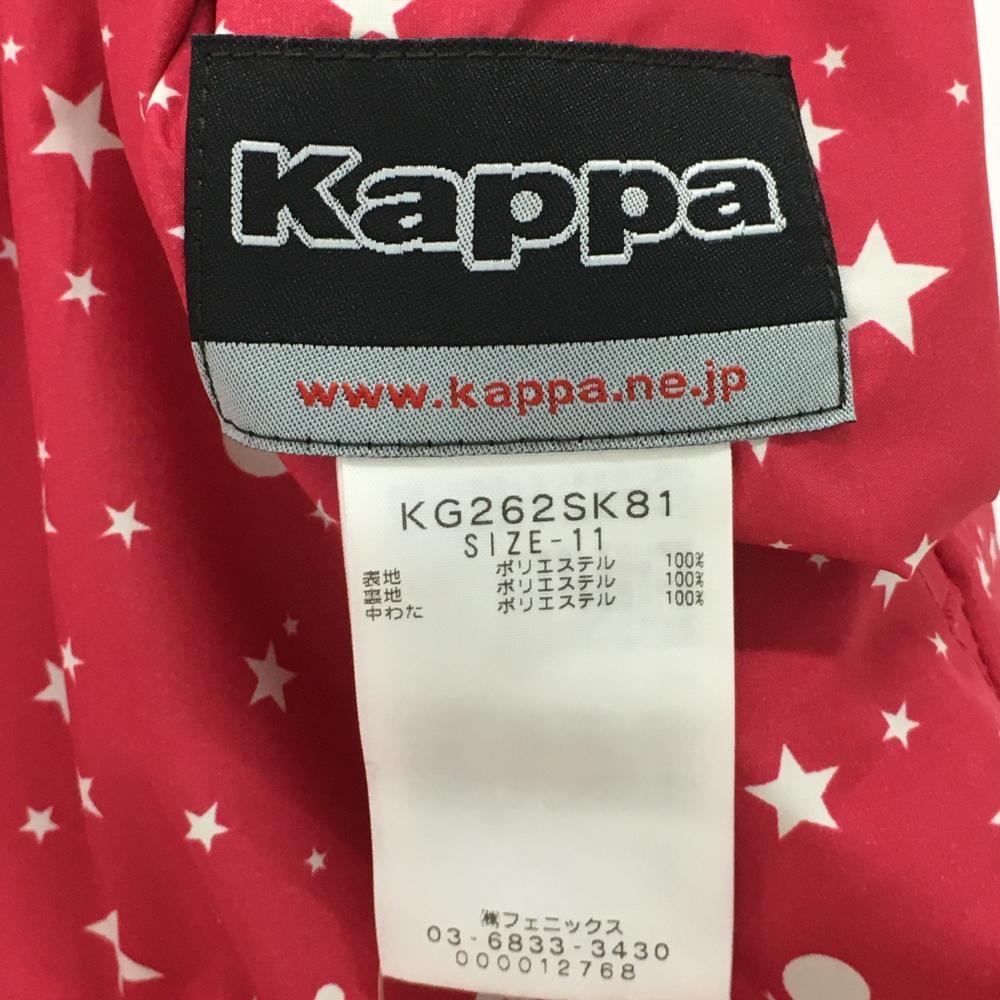 Kappa
www.kappa.ne.jp
KG262SK81
SIZE-11
表地 ポリエステル 100%
裏地 ポリエステル 100%
中わた ポリエステル 100%
㈱フェニックス
03-6833-3430
000012768